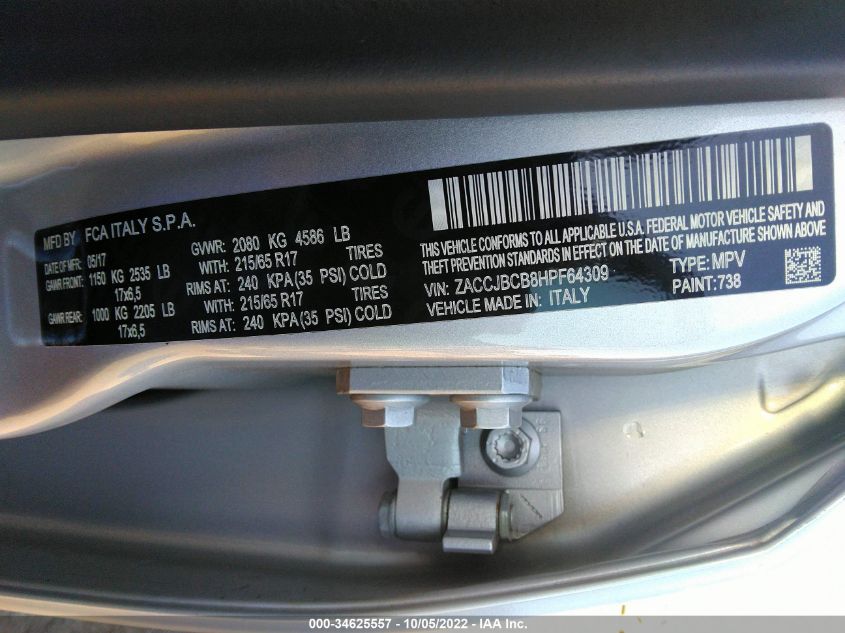 MFD BY FCA ITALY S.P.A.
DATE OF MFR: 05/17 GVWR: 2080 KG 4586 LB
GAWR FRONT: 1150 KG 2535 LB WITH: 215/65 R17 TIRES
17x6,5 RIMS AT: 240 KPA (35 PSI) COLD
GAWR REAR: 1000 KG 2205 LB WITH: 215/65 R17 TIRES
17x6,5 RIMS AT: 240 KPA (35 PSI) COLD
THIS VEHICLE CONFORMS TO ALL APPLICABLE U.S.A. FEDERAL MOTOR VEHICLE SAFETY AND
THEFT PREVENTION STANDARDS IN EFFECT ON THE DATE OF MANUFACTURE SHOWN ABOVE
VIN: ZACCJBCB8HPF64309 TYPE: MPV
VEHICLE MADE IN: ITALY PAINT:738
000-34625557 - 10/05/2022 - IAA Inc.